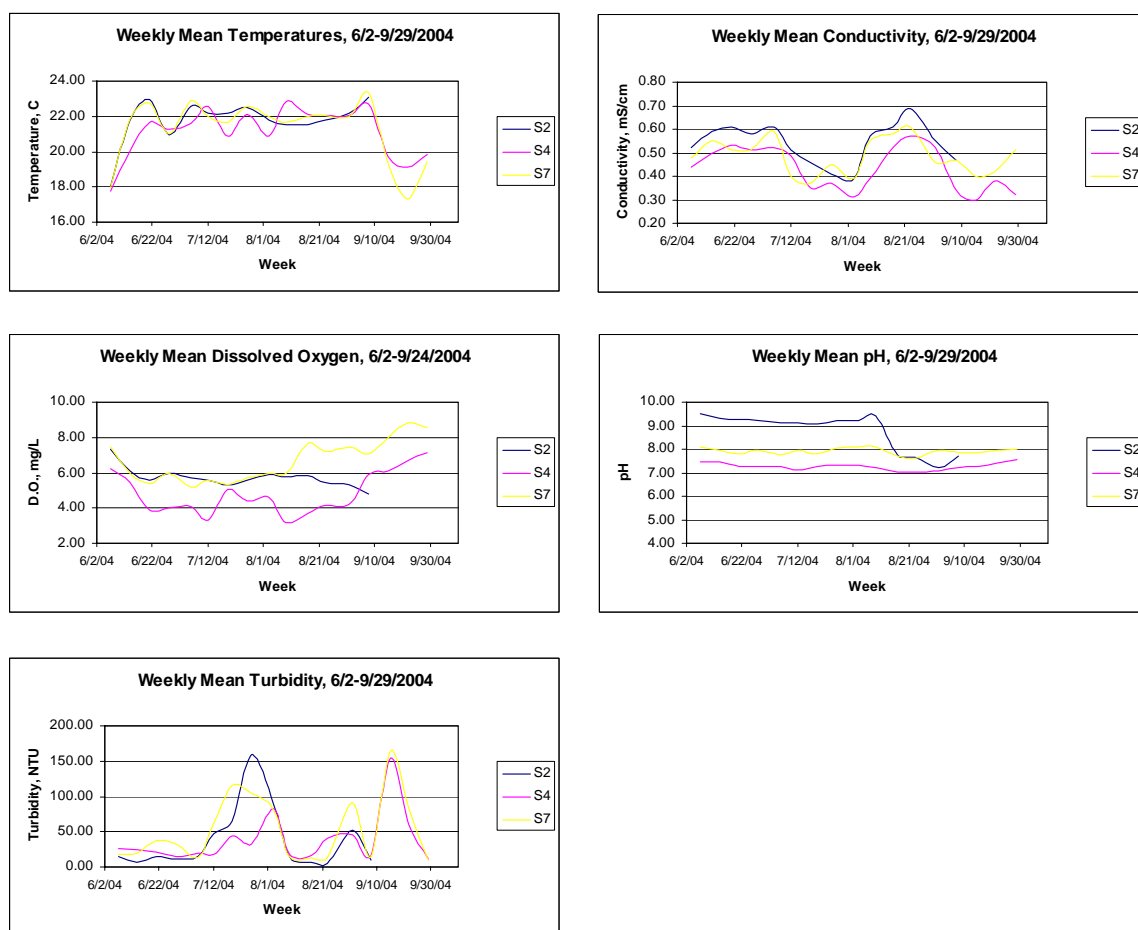 Weekly Mean Temperatures, 6/2-9/29/2004
24.00
22.00
20.00
18.00
16.00
Temperature, C
6/2/04 6/22/04 7/12/04 8/1/04 8/21/04 9/10/04 9/30/04
Week
S2
S4
S7
Weekly Mean Conductivity, 6/2-9/29/2004
0.80
0.70
0.60
0.50
0.40
0.30
0.20
Conductivity, mS/cm
6/2/04 6/22/04 7/12/04 8/1/04 8/21/04 9/10/04 9/30/04
Week
S2
S4
S7
Weekly Mean Dissolved Oxygen, 6/2-9/24/2004
10.00
8.00
6.00
4.00
2.00
D.O., mg/L
6/2/04 6/22/04 7/12/04 8/1/04 8/21/04 9/10/04 9/30/04
Week
S2
S4
S7
Weekly Mean pH, 6/2-9/29/2004
10.00
9.00
8.00
7.00
6.00
5.00
4.00
pH
6/2/04 6/22/04 7/12/04 8/1/04 8/21/04 9/10/04 9/30/04
Week
S2
S4
S7
Weekly Mean Turbidity, 6/2-9/29/2004
200.00
150.00
100.00
50.00
0.00
Turbidity, NTU
6/2/04 6/22/04 7/12/04 8/1/04 8/21/04 9/10/04 9/30/04
Week
S2
S4
S7